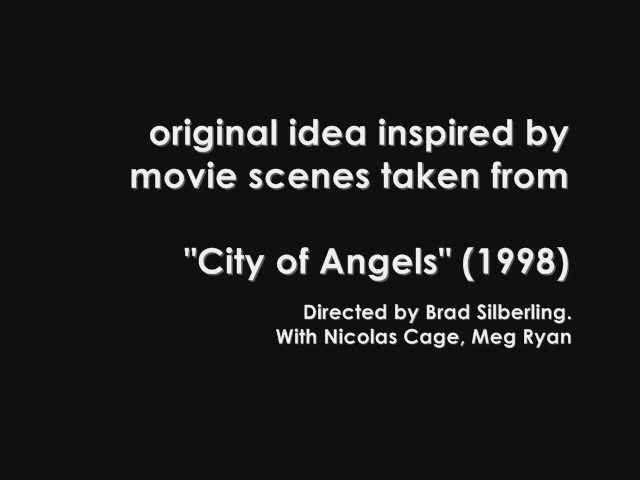 original idea inspired by
movie scenes taken from
"City of Angels" (1998)
Directed by Brad Silberling.
With Nicolas Cage, Meg Ryan